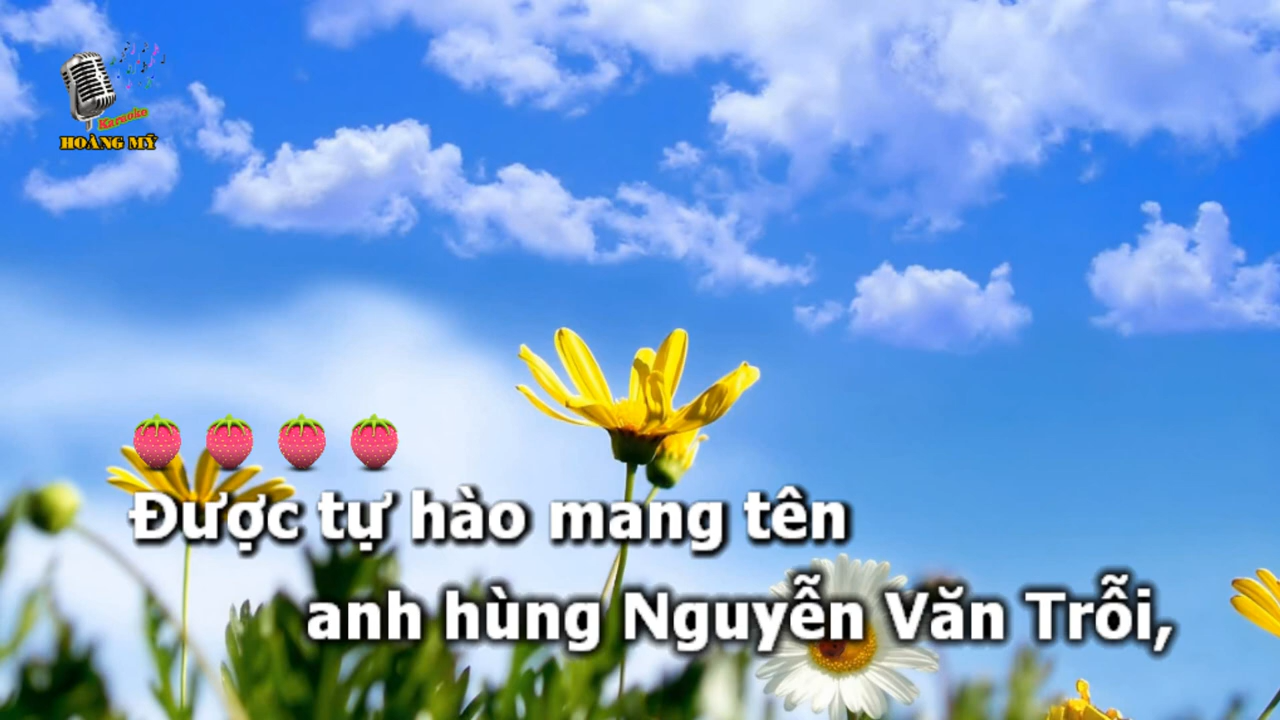 Karaoke
HOÀNG MỸ
Được tự hào mang tên
anh hùng Nguyễn Văn Trỗi,